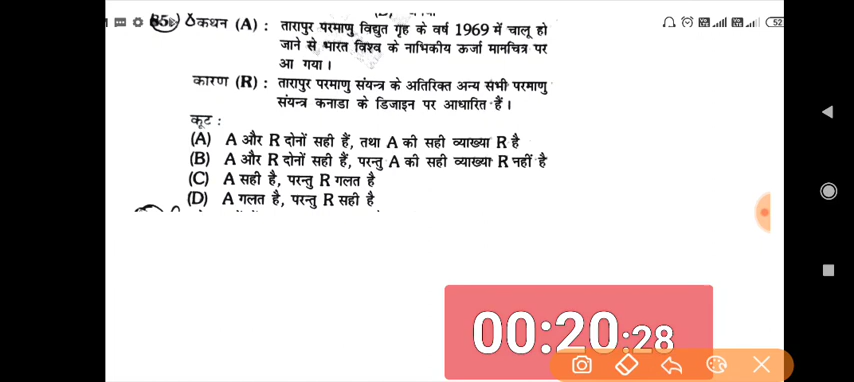 35. कथन (A) : तारापुर परमाणु विद्युत गृह के वर्ष 1969 में चालू हो
जाने से भारत विश्व के नाभिकीय ऊर्जा मानचित्र पर
आ गया।
कारण (R) : तारापुर परमाणु संयन्त्र के अतिरिक्त अन्य सभी परमाणु
संयन्त्र कनाडा के डिजाइन पर आधारित हैं।
कूट :
(A) A और R दोनों सही हैं, तथा A की सही व्याख्या R है
(B) A और R दोनों सही हैं, परन्तु A की सही व्याख्या R नहीं है
(C) A सही है, परन्तु R गलत है
(D) A गलत है, परन्तु R सही है
52
00:20:28